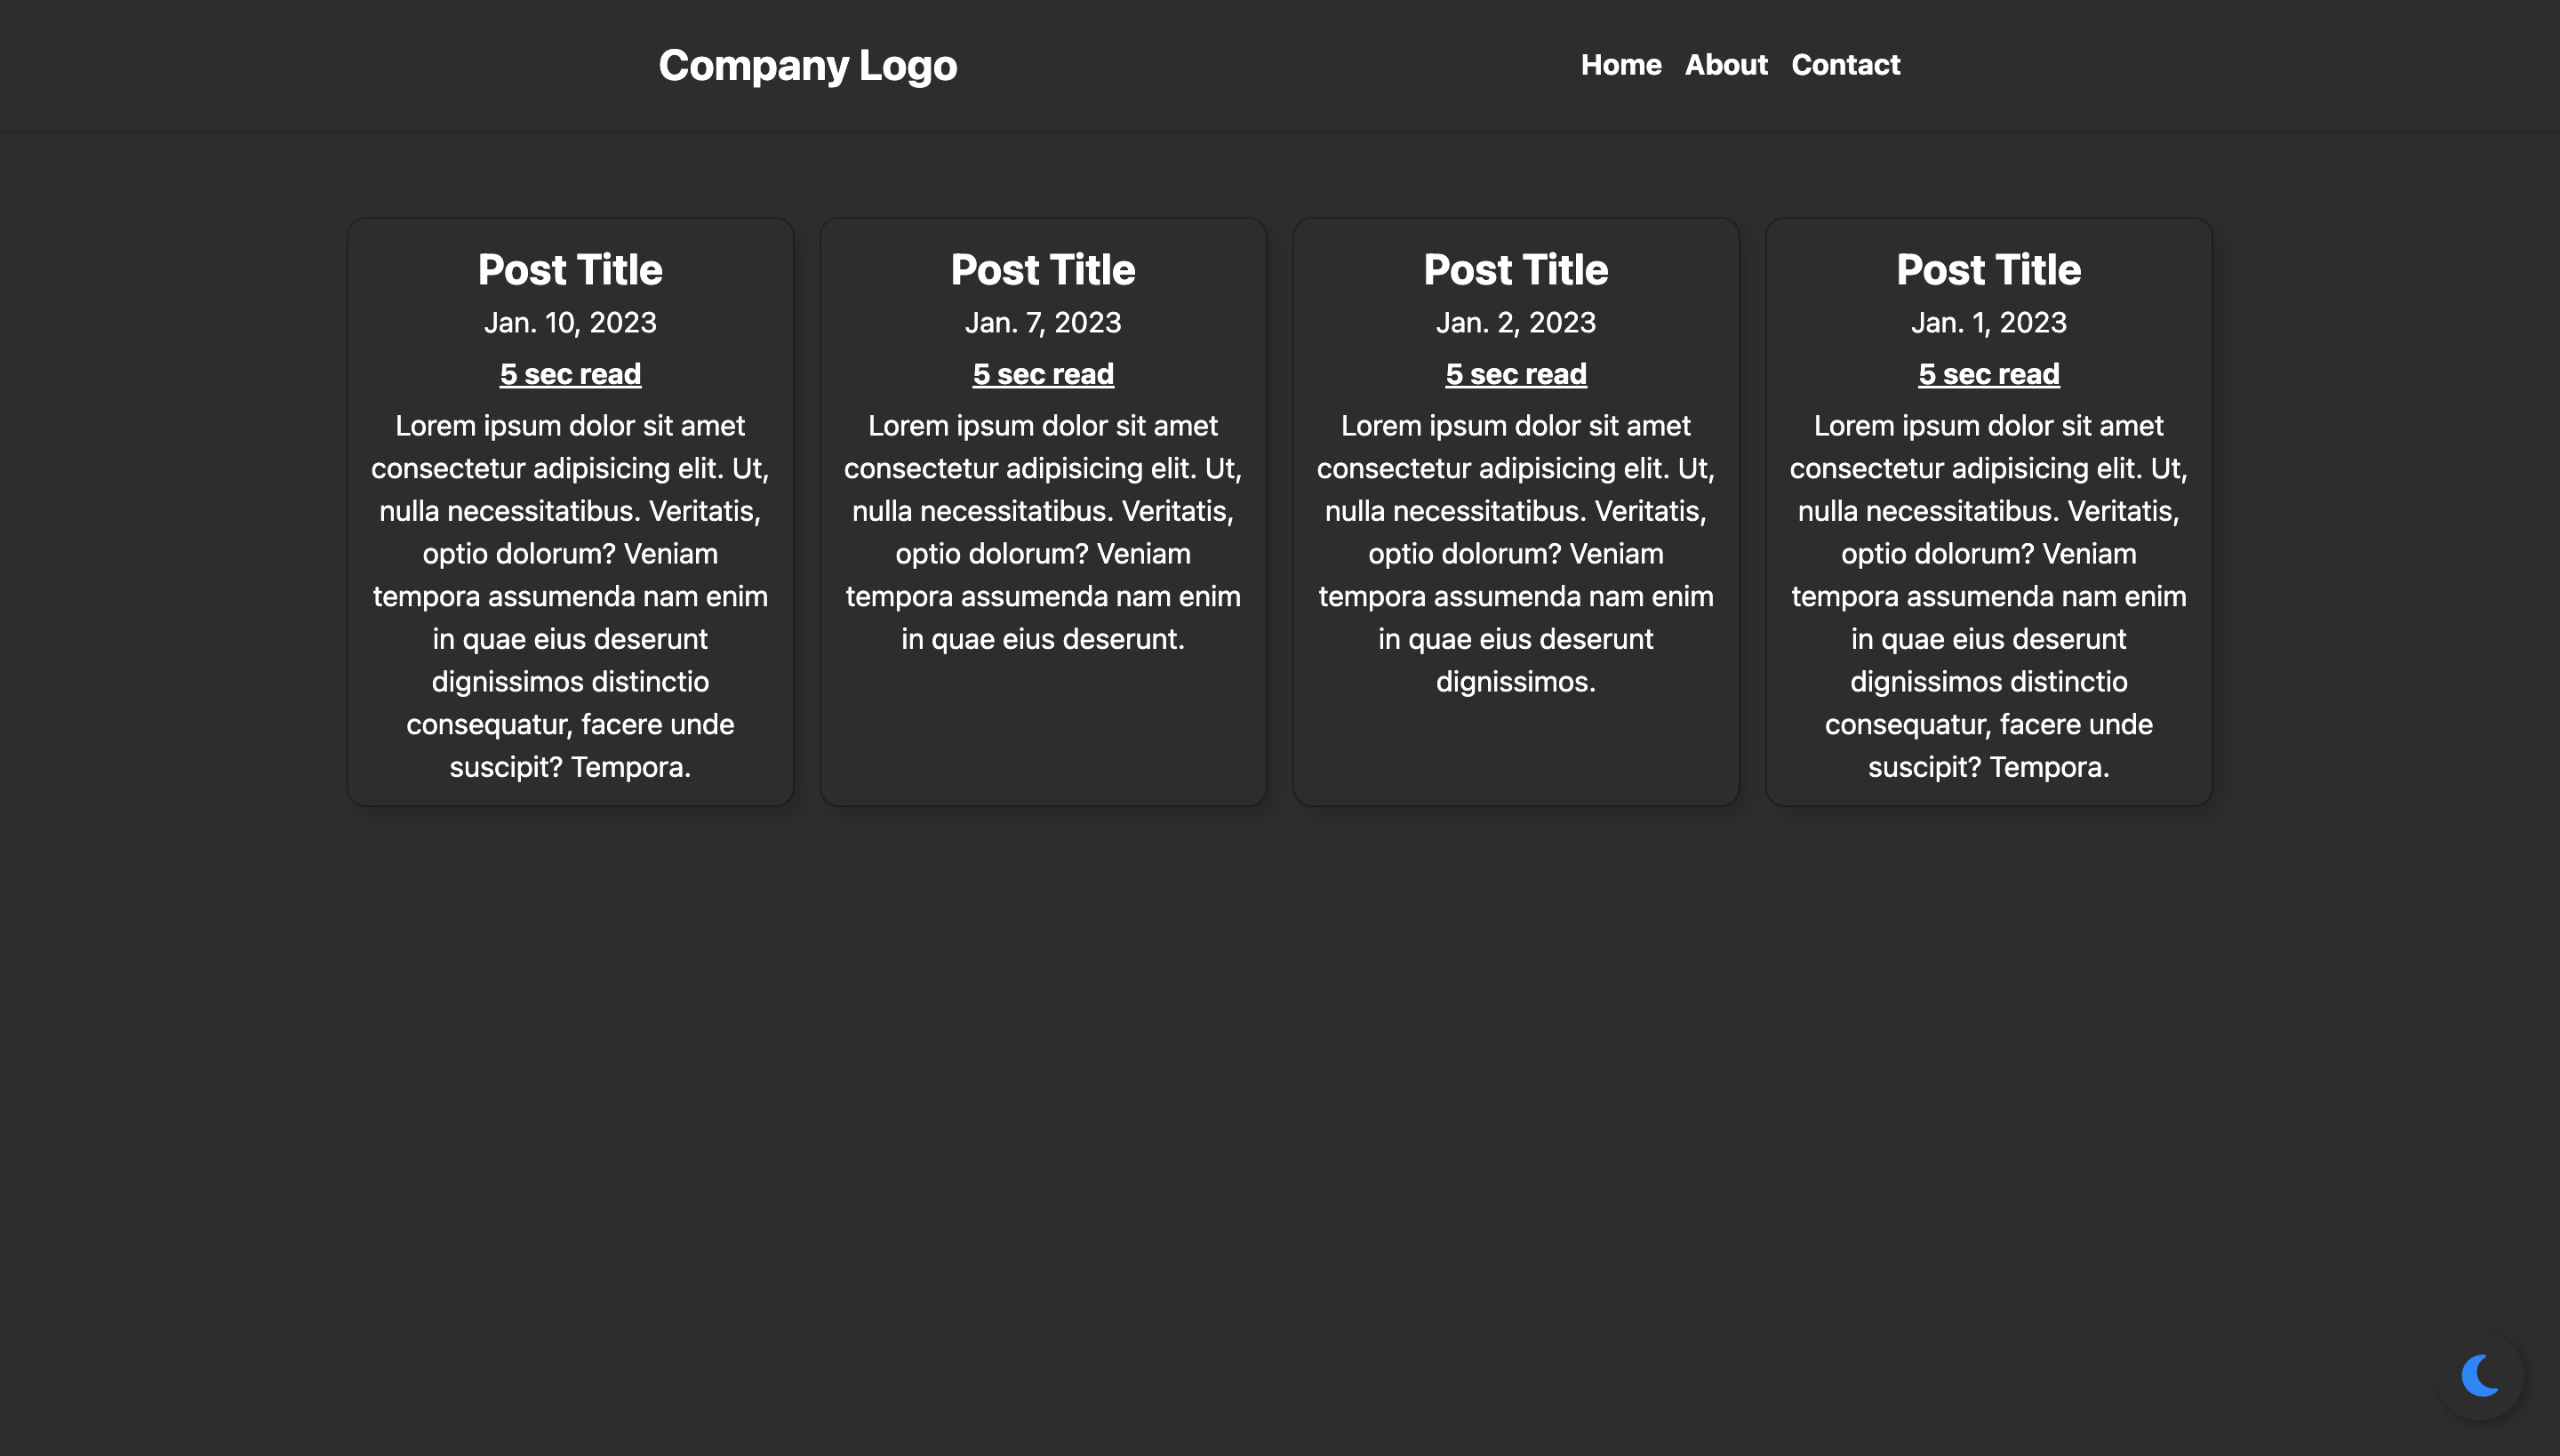 Company Logo
Home About Contact
Post Title
Jan. 10, 2023
5 sec read
Lorem ipsum dolor sit amet
consectetur adipisicing elit. Ut,
nulla necessitatibus. Veritatis,
optio dolorum? Veniam
tempora assumenda nam enim
in quae eius deserunt
dignissimos distinctio
consequatur, facere unde
suscipit? Tempora.
Post Title
Jan. 7, 2023
5 sec read
Lorem ipsum dolor sit amet
consectetur adipisicing elit. Ut,
nulla necessitatibus. Veritatis,
optio dolorum? Veniam
tempora assumenda nam enim
in quae eius deserunt.
Post Title
Jan. 2, 2023
5 sec read
Lorem ipsum dolor sit amet
consectetur adipisicing elit. Ut,
nulla necessitatibus. Veritatis,
optio dolorum? Veniam
tempora assumenda nam enim
in quae eius deserunt
dignissimos.
Post Title
Jan. 1, 2023
5 sec read
Lorem ipsum dolor sit amet
consectetur adipisicing elit. Ut,
nulla necessitatibus. Veritatis,
optio dolorum? Veniam
tempora assumenda nam enim
in quae eius deserunt
dignissimos distinctio
consequatur, facere unde
suscipit? Tempora.